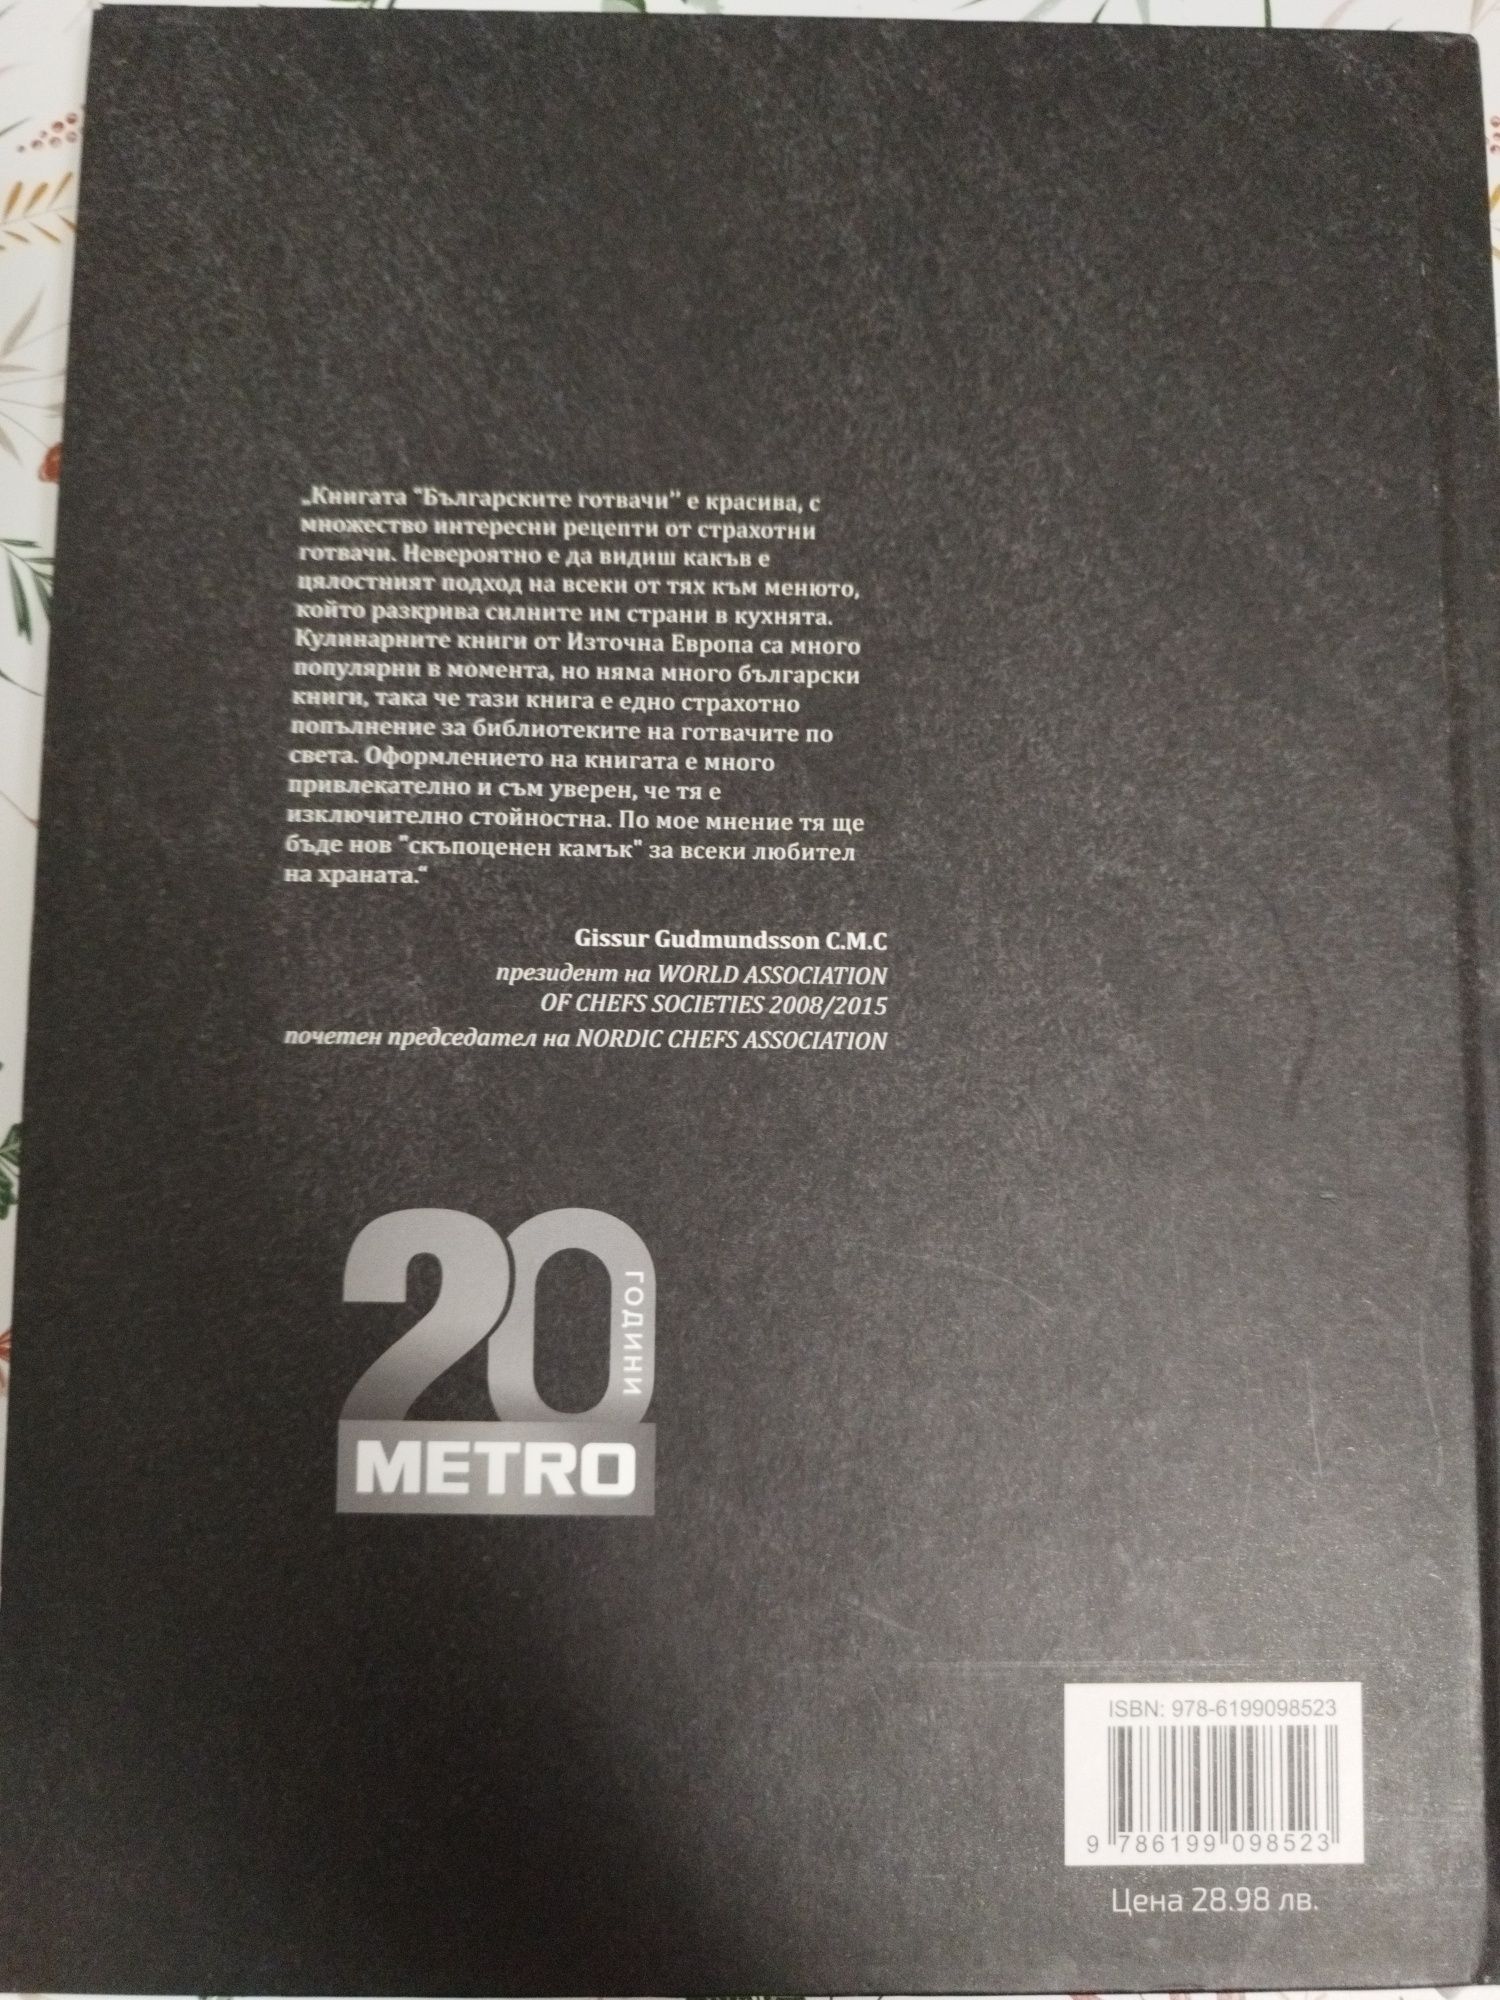 „Книгата "Българските готвачи'' е красива, с
множество интересни рецепти от страхотни
готвачи. Невероятно е да видиш какъв е
цялостният подход на всеки от тях към менюто,
който разкрива силните им страни в кухнята.
Кулинарните книги от Източна Европа са много
популярни в момента, но няма много български
книги, така че тази книга е едно страхотно
попълнение за библиотеките на готвачите по
света. Оформлението на книгата е много
привлекателно и съм уверен, че тя е
изключително стойностна. По мое мнение тя ще
бъде нов "скъпоценен камък" за всеки любител
на храната.“
Gissur Gudmundsson C.M.C
президент на WORLD ASSOCIATION
OF CHEFS SOCIETIES 2008/2015
почетен председател на NORDIC CHEFS ASSOCIATION
20
ГОДИНИ
METRO
ISBN: 978-6199098523
9 786199 098523
Цена 28.98 лв.